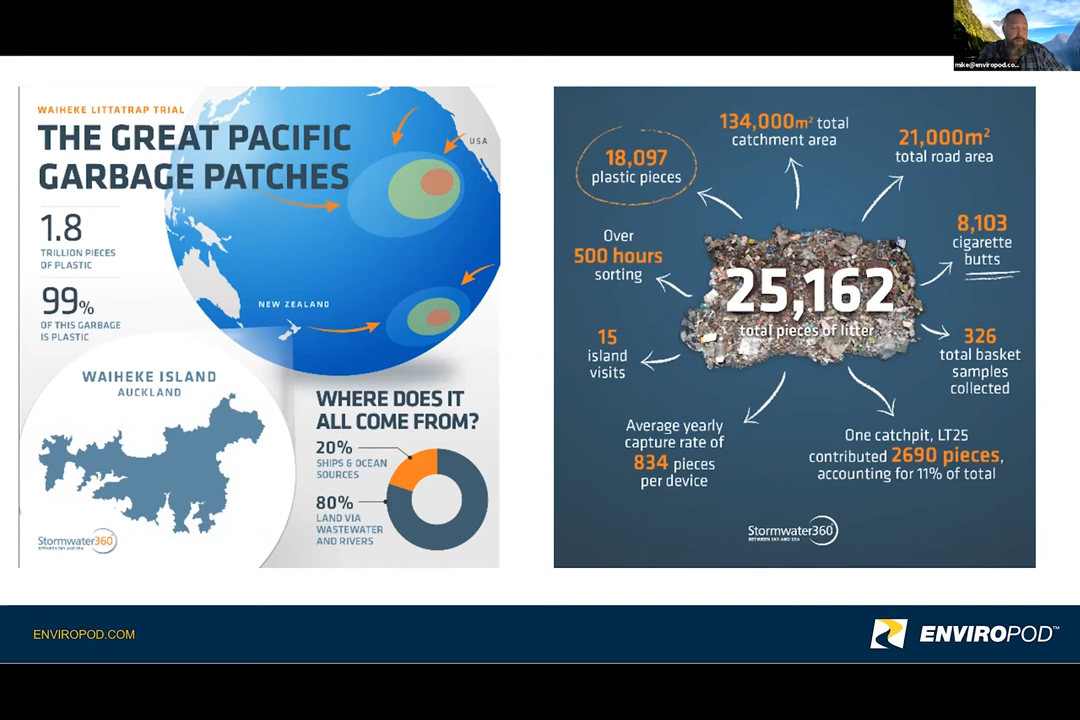 mike@enviropod.co...
WAIHEKE LITTATRAP TRIAL
THE GREAT PACIFIC
GARBAGE PATCHES
1.8
TRILLION PIECES
OF PLASTIC
99%
OF THIS GARBAGE
IS PLASTIC
USA
NEW ZEALAND
WAIHEKE ISLAND
AUCKLAND
WHERE DOES IT
ALL COME FROM?
20%
SHIPS & OCEAN
SOURCES
80%
LAND VIA
WASTEWATER
AND RIVERS
Stormwater360
BETWEEN SKY AND SEA
134,000m² total
catchment area
21,000m²
total road area
18,097
plastic pieces
8,103
cigarette
butts
Over
500 hours
sorting
25,162
total pieces of litter
15
island
visits
326
total basket
samples
collected
Average yearly
capture rate of
834 pieces
per device
One catchpit, LT25
contributed 2690 pieces,
accounting for 11% of total
Stormwater360
BETWEEN SKY AND SEA
ENVIROPOD.COM
ENVIROPOD™